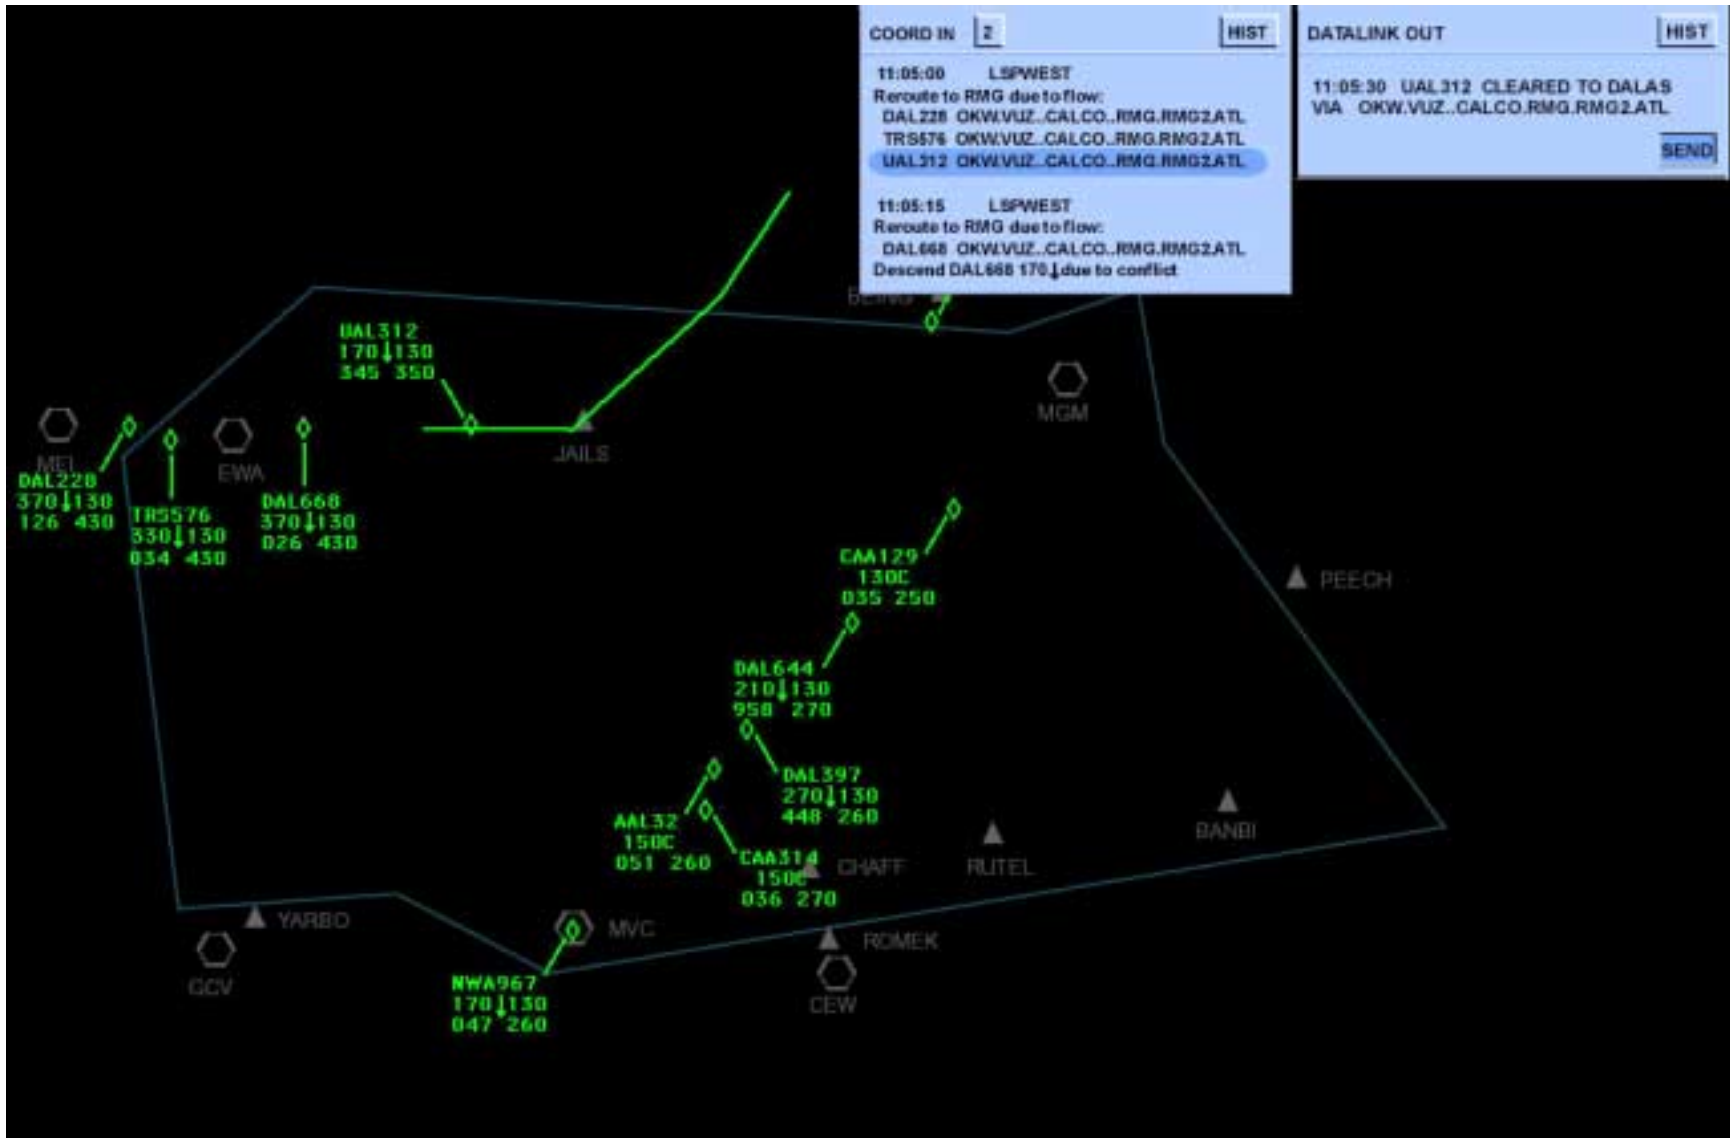 COORD IN 2 HIST
11:05:00 LSPWEST
Reroute to RMG due to flow:
DAL228 OKW.VUZ..CALCO..RMG.RMG2.ATL
TRS576 OKW.VUZ..CALCO..RMG.RMG2.ATL
UAL312 OKW.VUZ..CALCO..RMG.RMG2.ATL
11:05:15 LSPWEST
Reroute to RMG due to flow:
DAL668 OKW.VUZ..CALCO..RMG.RMG2.ATL
Descend DAL668 170↓due to conflict
DATALINK OUT HIST
11:05:30 UAL312 CLEARED TO DALAS
VIA OKW.VUZ..CALCO.RMG.RMG2.ATL
SEND
BEING
UAL312
170↓130
345 350
MGM
MEI
EWA
JAILS
DAL228
370↓130
126 430
TRS576
330↓130
034 430
DAL668
370↓130
026 430
CAA129
130C
035 250
PEECH
DAL644
210↓130
958 270
DAL397
270↓130
448 260
AAL32
150C
051 260
CAA314
150C
036 270
CHAFF
RUTEL
BANBI
YARBO
GCV
MVC
ROMEK
CEW
NWA967
170↓130
047 260